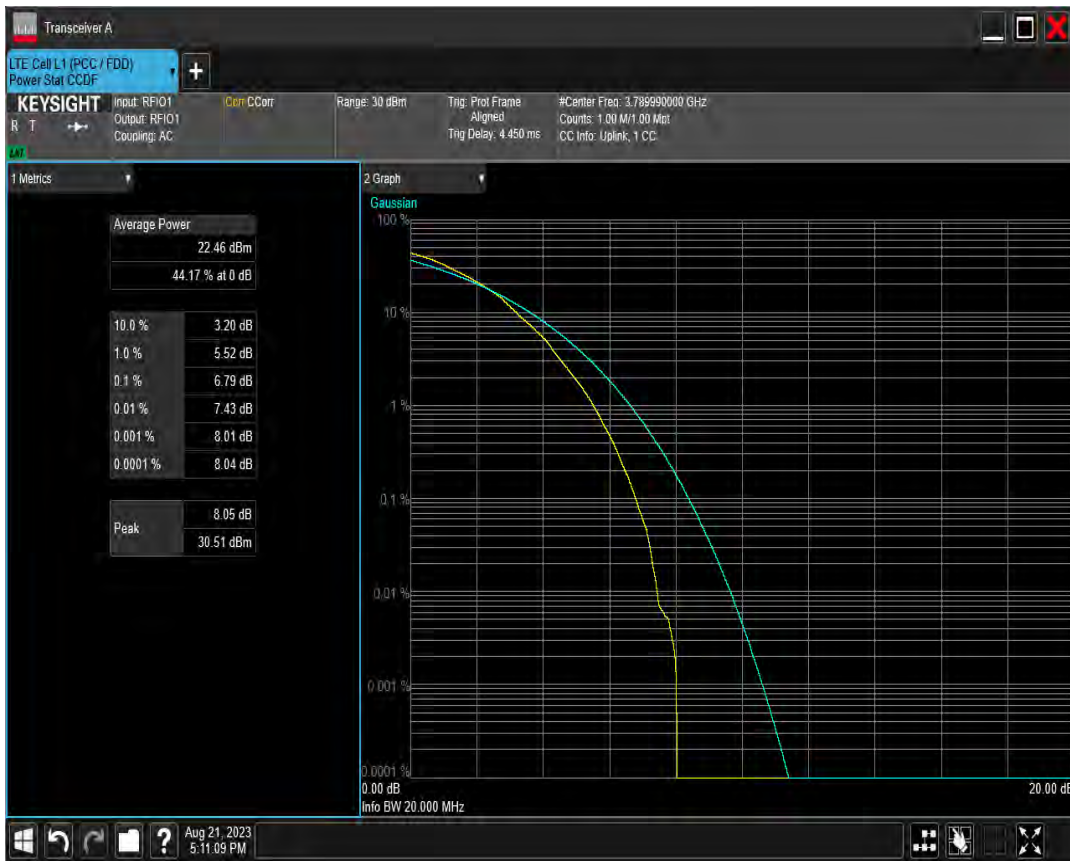 Transceiver A
LTE Cell L1 (PCC / FDD)
Power Stat CCDF
KEYSIGHT
R T
Input: RFIO1
Output: RFIO1
Coupling: AC
Corr CCorr
Range: 30 dBm
Trig: Prot Frame
Aligned
Trig Delay: 4.450 ms
#Center Freq: 3.789990000 GHz
Counts: 1.00 M/1.00 Mpt
CC Info: Uplink, 1 CC
1 Metrics
Average Power
22.46 dBm
44.17 % at 0 dB
10.0 % 3.20 dB
1.0 % 5.52 dB
0.1 % 6.79 dB
0.01 % 7.43 dB
0.001 % 8.01 dB
0.0001 % 8.04 dB
Peak 8.05 dB
30.51 dBm
2 Graph
Gaussian
100 %
10 %
1 %
0.1 %
0.01 %
0.001 %
0.0001 %
0.00 dB
20.00 dB
Info BW 20.000 MHz
Aug 21, 2023
5:11:09 PM